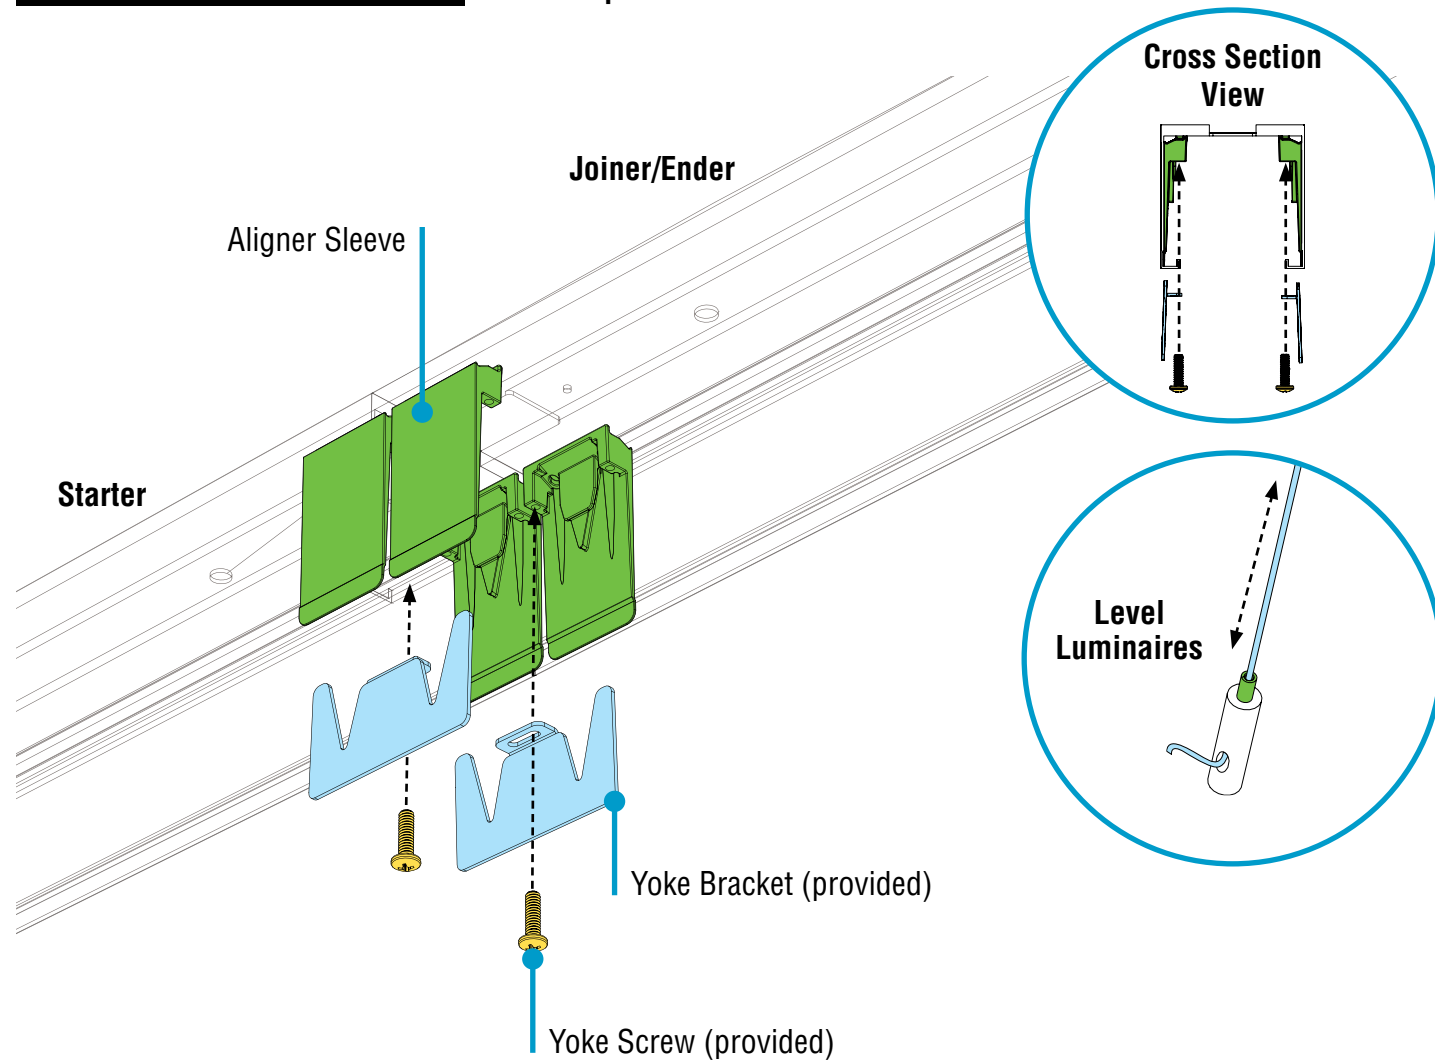 Cross Section
View
Joiner/Ender
Aligner Sleeve
Starter
Level
Luminaires
Yoke Bracket (provided)
Yoke Screw (provided)